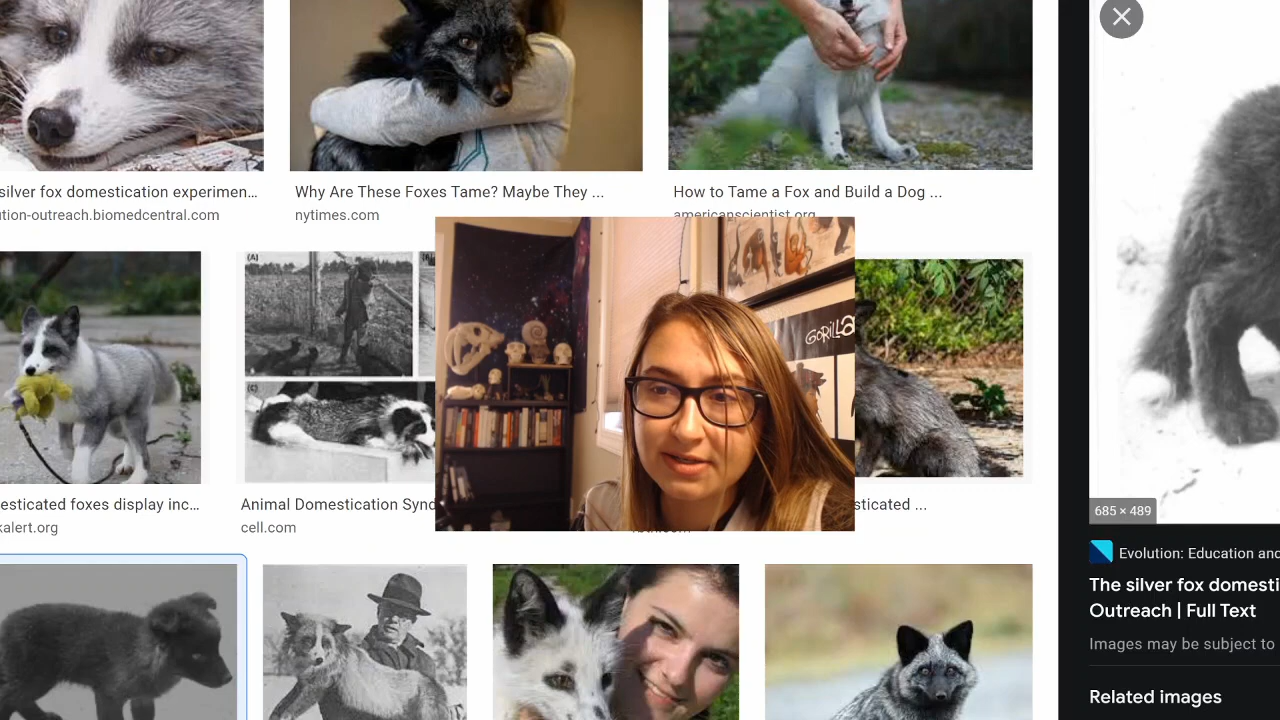 silver fox domestication experimen...
tion-outreach.biomedcentral.com
Why Are These Foxes Tame? Maybe They ...
nytimes.com
How to Tame a Fox and Build a Dog ...
americanscientist.org
(A)
(C)
GORILLA
esticated foxes display inc...
kalert.org
Animal Domestication Synd
cell.com
sticated ...
685 × 489
Evolution: Education and
The silver fox domesti
Outreach | Full Text
Images may be subject to
Related images